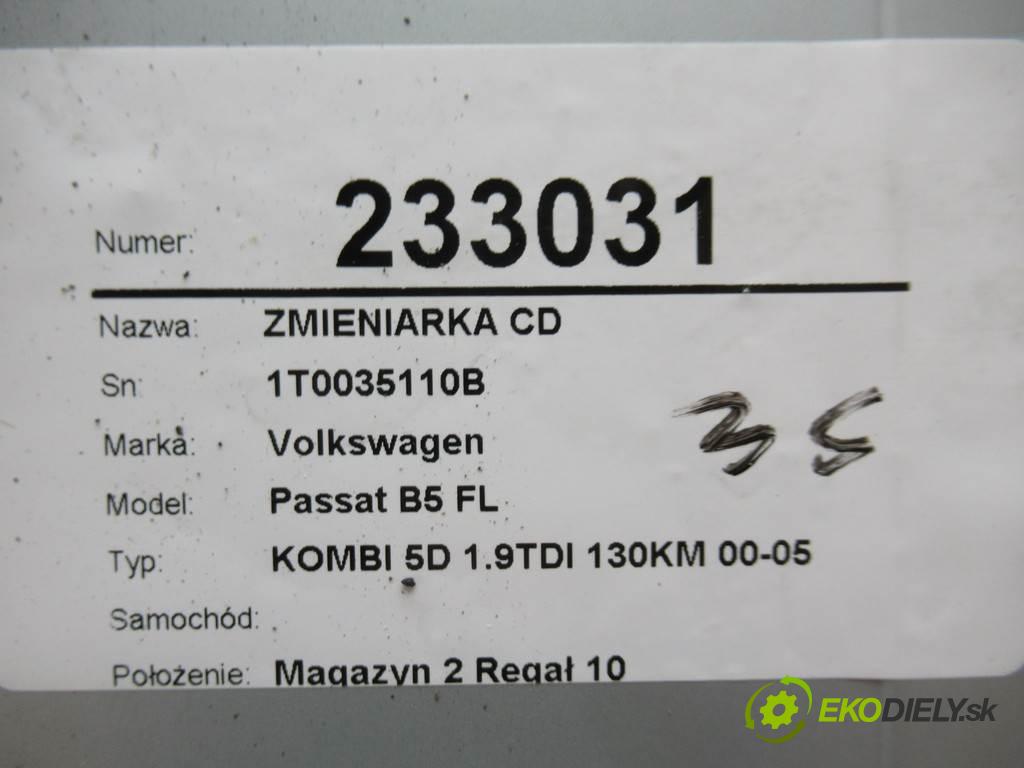 Numer: 233031
Nazwa: ZMIENIARKA CD
Sn: 1T0035110B
Marka: Volkswagen
35
Model: Passat B5 FL
Typ: KOMBI 5D 1.9TDI 130KM 00-05
Samochód:
Położenie: Magazyn 2 Regał 10
EKODIELY.sk